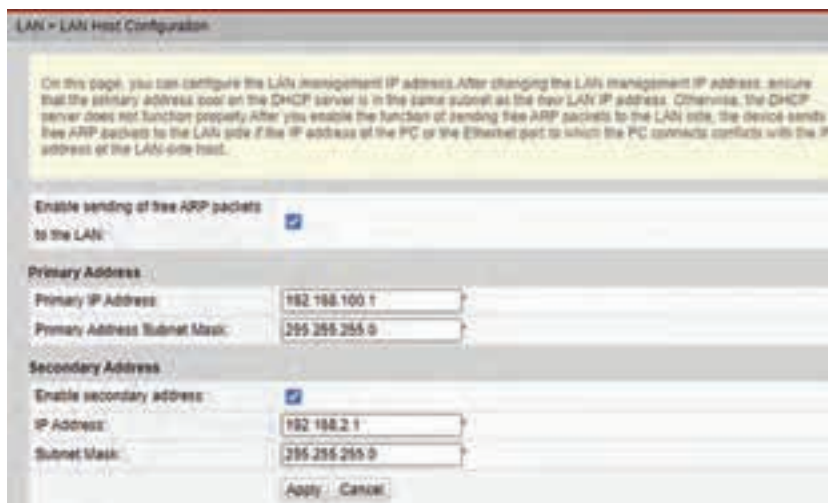 LAN > LAN Host Configuration
On this page, you can configure the LAN management IP address. After changing the LAN management IP address, ensure
that the primary address pool on the DHCP server is in the same subnet as the new LAN IP address. Otherwise, the DHCP
server does not function properly. After you enable the function of sending free ARP packets to the LAN side, the device sends
free ARP packets to the LAN side if the IP address of the PC or the Ethernet port to which the PC connects conflicts with the IP
address of the LAN-side host.
Enable sending of free ARP packets
to the LAN:
Primary Address
Primary IP Address: 192.168.100.1 *
Primary Address Subnet Mask: 255.255.255.0 *
Secondary Address
Enable secondary address:
IP Address: 192.168.2.1 *
Subnet Mask: 255.255.255.0 *
Apply Cancel